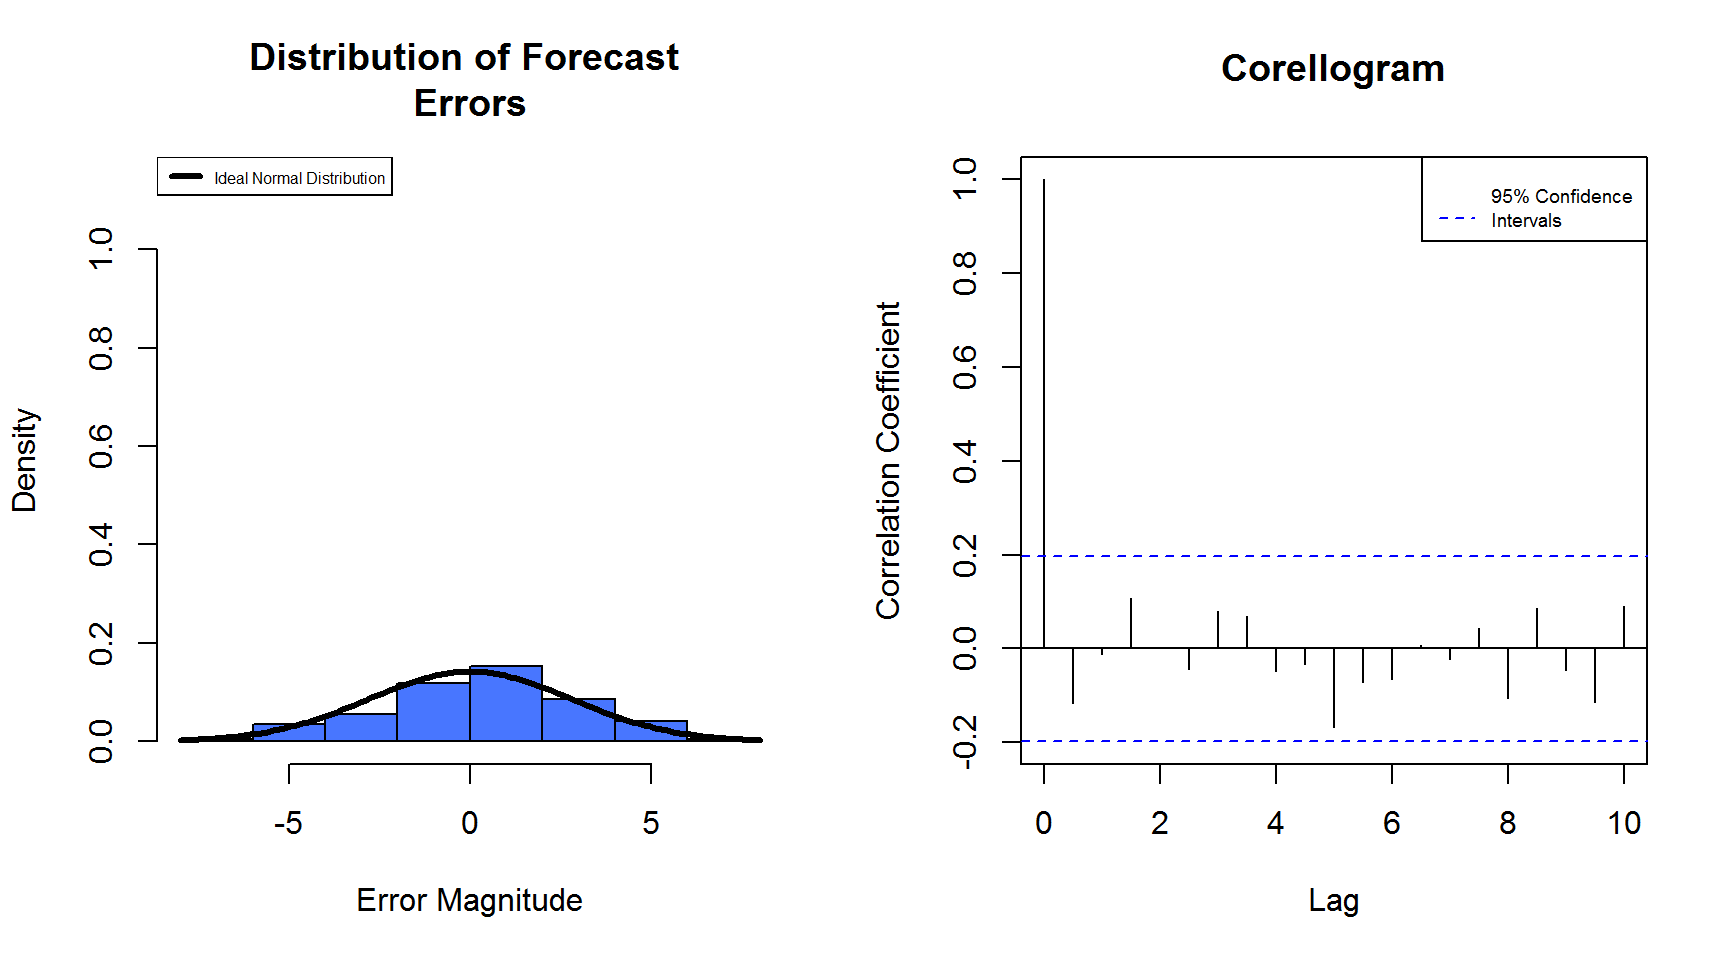 Distribution of Forecast
Errors
Ideal Normal Distribution
1.0
0.8
0.6
0.4
0.2
0.0
Density
-5 0 5
Error Magnitude
Corellogram
95% Confidence
Intervals
1.0
0.8
0.6
0.4
0.2
0.0
-0.2
Correlation Coefficient
0 2 4 6 8 10
Lag